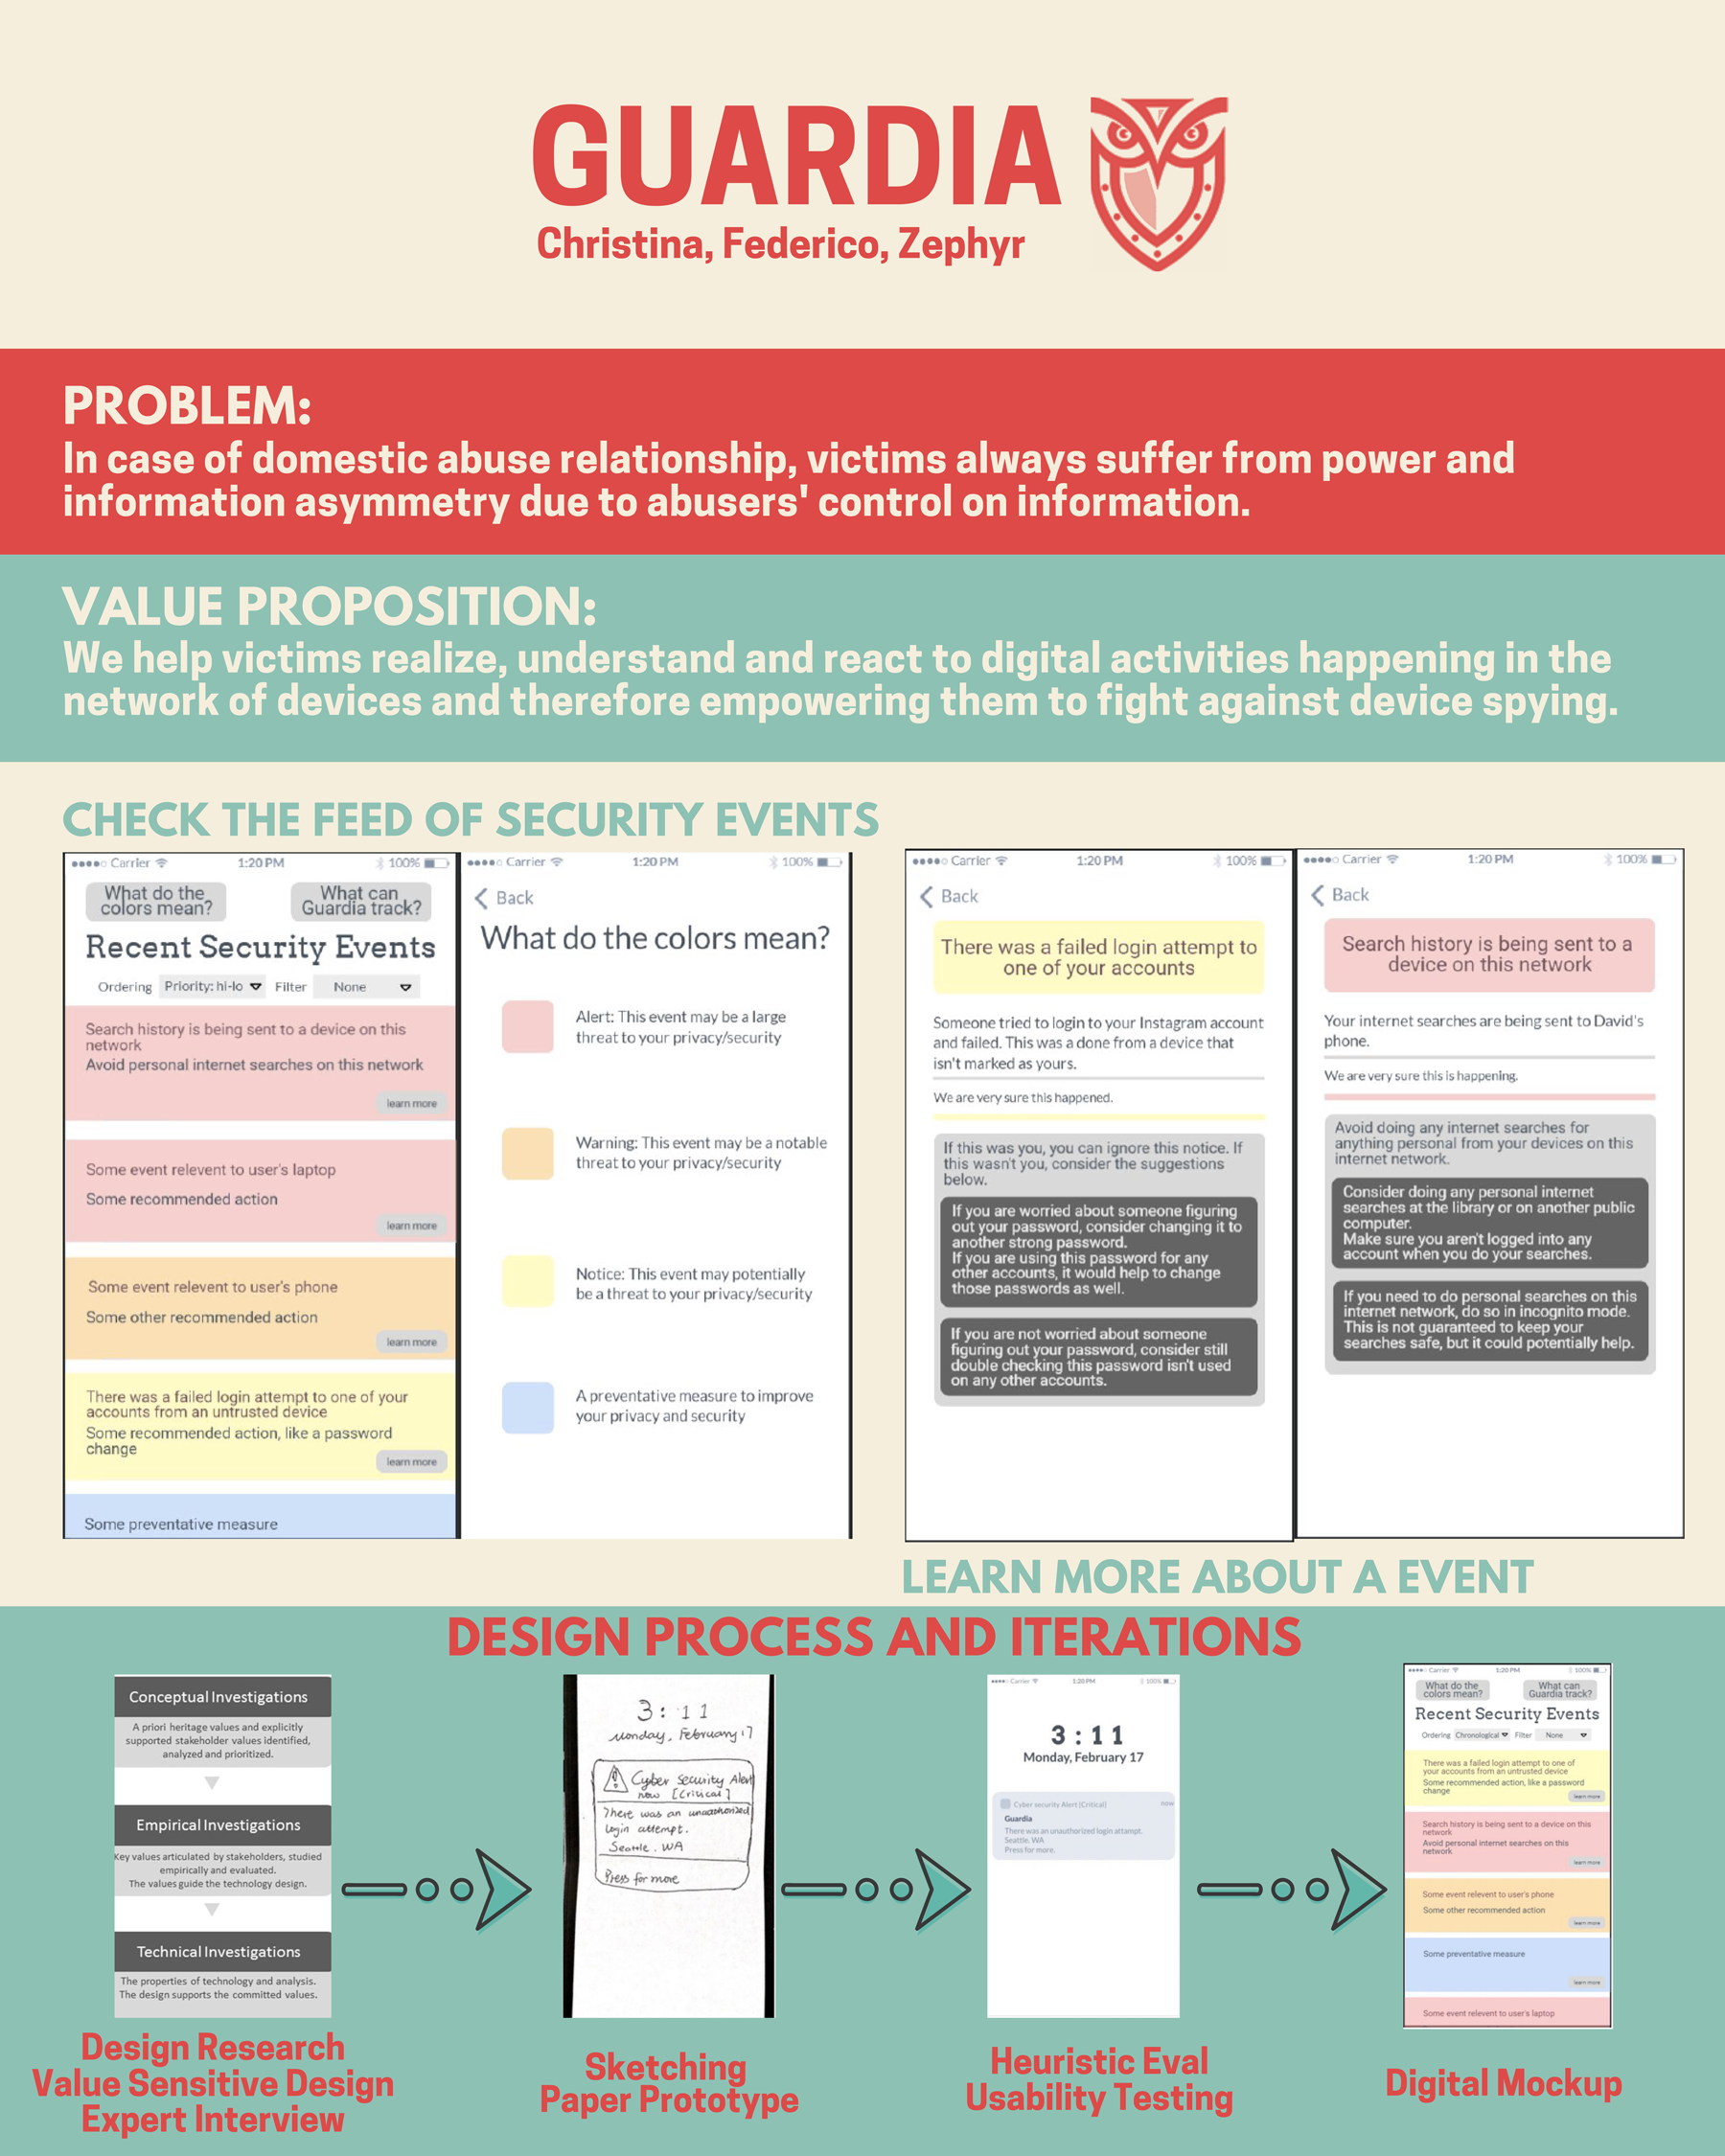 GUARDIA
Christina, Federico, Zephyr
PROBLEM:
In case of domestic abuse relationship, victims always suffer from power and
information asymmetry due to abusers' control on information.
VALUE PROPOSITION:
We help victims realize, understand and react to digital activities happening in the
network of devices and therefore empowering them to fight against device spying.
CHECK THE FEED OF SECURITY EVENTS
Carrier 1:20 PM 100%
What do the
colors mean?
What can
Guardia track?
Recent Security Events
Ordering Priority: hi-lo Filter None
Search history is being sent to a device on this
network
Avoid personal internet searches on this network
learn more
Some event relevent to user's laptop
Some recommended action
learn more
Some event relevent to user's phone
Some other recommended action
learn more
There was a failed login attempt to one of your
accounts from an untrusted device
Some recommended action, like a password
change
learn more
Some preventative measure
Carrier 1:20 PM 100%
Back
What do the colors mean?
Alert: This event may be a large
threat to your privacy/security
Warning: This event may be a notable
threat to your privacy/security
Notice: This event may potentially
be a threat to your privacy/security
A preventative measure to improve
your privacy and security
Carrier 1:20 PM 100%
Back
There was a failed login attempt to
one of your accounts
Someone tried to login to your Instagram account
and failed. This was a done from a device that
isn't marked as yours.
We are very sure this happened.
If this was you, you can ignore this notice. If
this wasn't you, consider the suggestions
below.
If you are worried about someone figuring
out your password, consider changing it to
another strong password.
If you are using this password for any
other accounts, it would help to change
those passwords as well.
If you are not worried about someone
figuring out your password, consider still
double checking this password isn't used
on any other accounts.
Carrier 1:20 PM 100%
Back
Search history is being sent to a
device on this network
Your internet searches are being sent to David's
phone.
We are very sure this is happening.
Avoid doing any internet searches for
anything personal from your devices on this
internet network.
Consider doing any personal internet
searches at the library or on another public
computer.
Make sure you aren't logged into any
account when you do your searches.
If you need to do personal searches on this
internet network, do so in incognito mode.
This is not guaranteed to keep your
searches safe, but it could potentially help.
LEARN MORE ABOUT A EVENT
DESIGN PROCESS AND ITERATIONS
Conceptual Investigations
A priori heritage values and explicitly
supported stakeholder values identified,
analyzed and prioritized.
Empirical Investigations
Key values articulated by stakeholders, studied
empirically and evaluated.
The values guide the technology design.
Technical Investigations
The properties of technology and analysis.
The design supports the committed values.
Design Research
Value Sensitive Design
Expert Interview
3:11
Monday, February 17
Cyber Security Alert
now [Critical]
There was an unauthorized
login attempt.
Seattle. WA
Press for more
Sketching
Paper Prototype
Carrier 1:20 PM 100%
3:11
Monday, February 17
Cyber security Alert (Critical) now
Guardia
There was an unauthorized login attampt.
Seattle. WA
Press for more.
Heuristic Eval
Usability Testing
Carrier 1:20 PM 100%
What do the
colors mean?
What can
Guardia track?
Recent Security Events
Ordering Chronological Filter None
There was a failed login attempt to one of
your accounts from an untrusted device
Some recommended action, like a password
change
learn more
Search history is being sent to a device on this
network
Avoid personal internet searches on this
network
learn more
Some event relevent to user's phone
Some other recommended action
learn more
Some preventative measure
learn more
Some event relevent to user's laptop
Digital Mockup